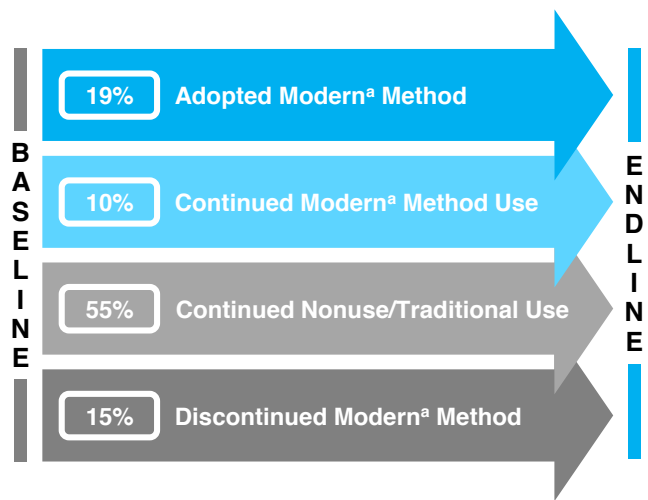 BASELINE
19% Adopted Modernᵃ Method
10% Continued Modernᵃ Method Use
55% Continued Nonuse/Traditional Use
15% Discontinued Modernᵃ Method
ENDLINE